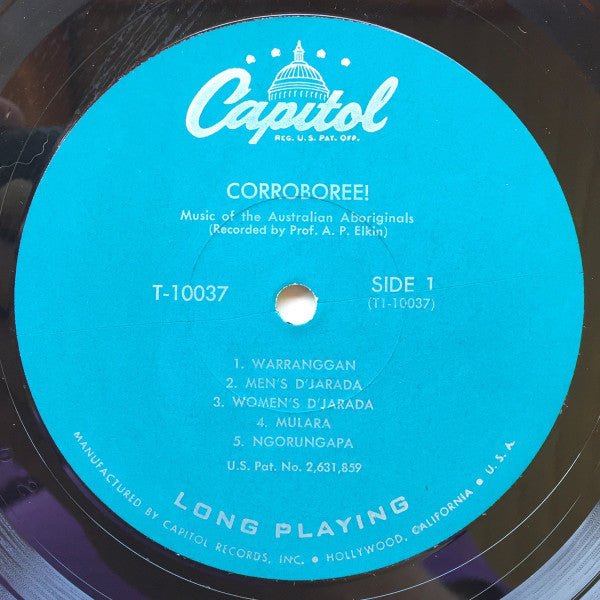 Capitol
REG. U.S. PAT. OFF.
CORROBOREE!
Music of the Australian Aboriginals
(Recorded by Prof. A. P. Elkin)
T-10037
SIDE 1
(T1-10037)
1. WARRANGGAN
2. MEN'S D'JARADA
3. WOMEN'S D'JARADA
4. MULARA
5. NGORUNGAPA
U.S. Pat. No. 2,631,859
LONG PLAYING
MANUFACTURED BY CAPITOL RECORDS, INC. • HOLLYWOOD, CALIFORNIA • U.S.A.